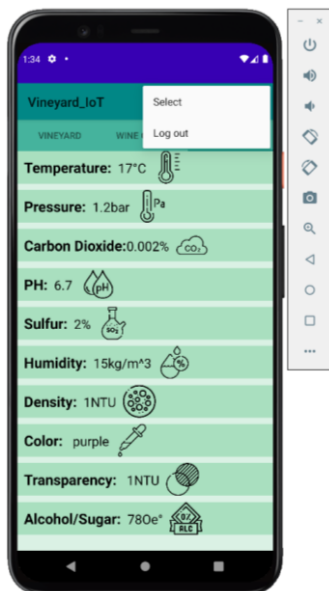 1:34
Vineyard_IoT
Select
VINEYARD WINE
Log out
Temperature: 17°C
Pressure: 1.2bar Pa
Carbon Dioxide:0.002% CO₂
PH: 6.7 pH
Sulfur: 2% SO₂
Humidity: 15kg/m^3 %
Density: 1NTU
Color: purple
Transparency: 1NTU
Alcohol/Sugar: 78Oe° 0% ALC